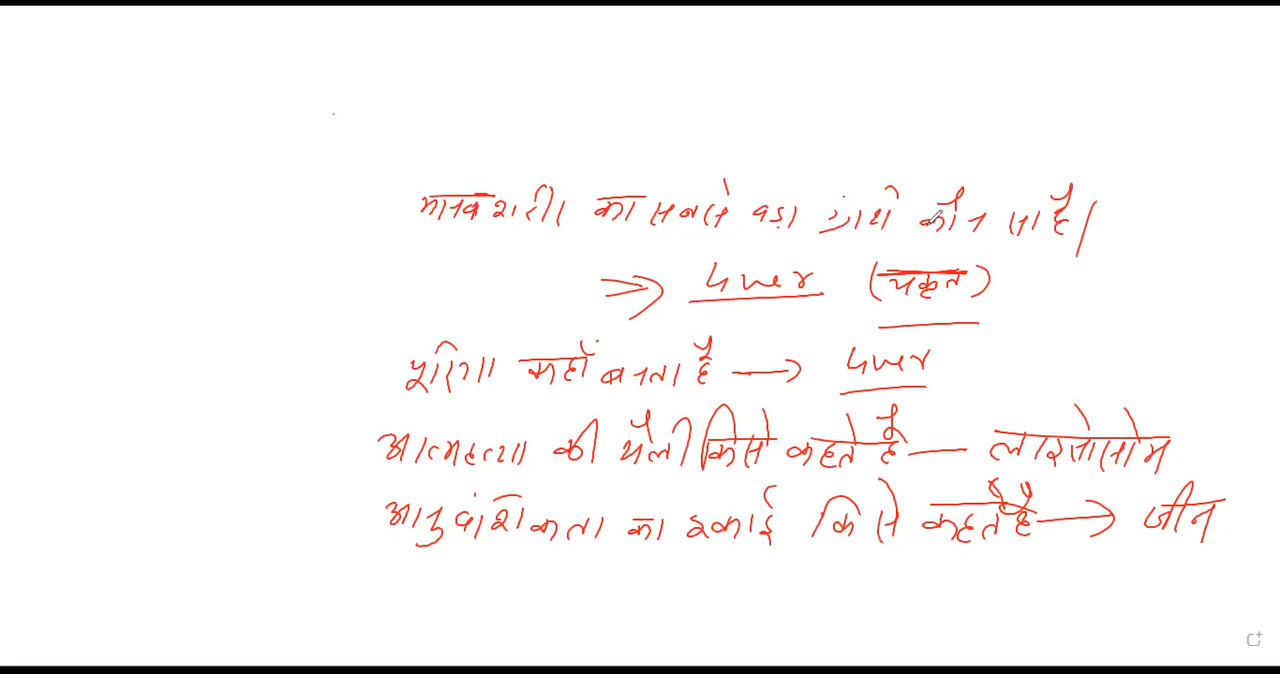 मानव शरीर का सबसे बड़ा ग्रंथि कौन सा है।
⇒ Liver (यकृत)
यूरिया कहाँ बनता है → Liver
आत्महत्या की थैली किसे कहते है — लाइसोसोम
आनुवांशिकता का इकाई किसे कहते है → जीन